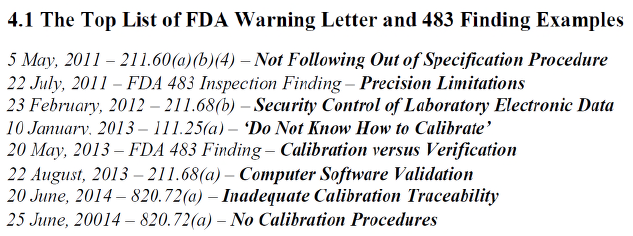 4.1 The Top List of FDA Warning Letter and 483 Finding Examples
5 May, 2011 – 211.60(a)(b)(4) – Not Following Out of Specification Procedure
22 July, 2011 – FDA 483 Inspection Finding – Precision Limitations
23 February, 2012 – 211.68(b) – Security Control of Laboratory Electronic Data
10 January. 2013 – 111.25(a) – ‘Do Not Know How to Calibrate’
20 May, 2013 – FDA 483 Finding – Calibration versus Verification
22 August, 2013 – 211.68(a) – Computer Software Validation
20 June, 2014 – 820.72(a) – Inadequate Calibration Traceability
25 June, 20014 – 820.72(a) – No Calibration Procedures